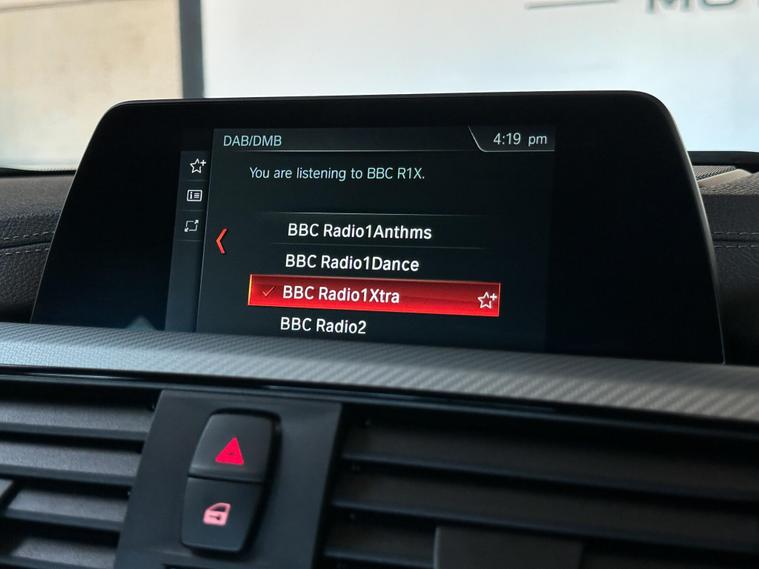 DAB/DMB
4:19 pm
You are listening to BBC R1X.
BBC Radio1Anthms
BBC Radio1Dance
BBC Radio1Xtra
BBC Radio2